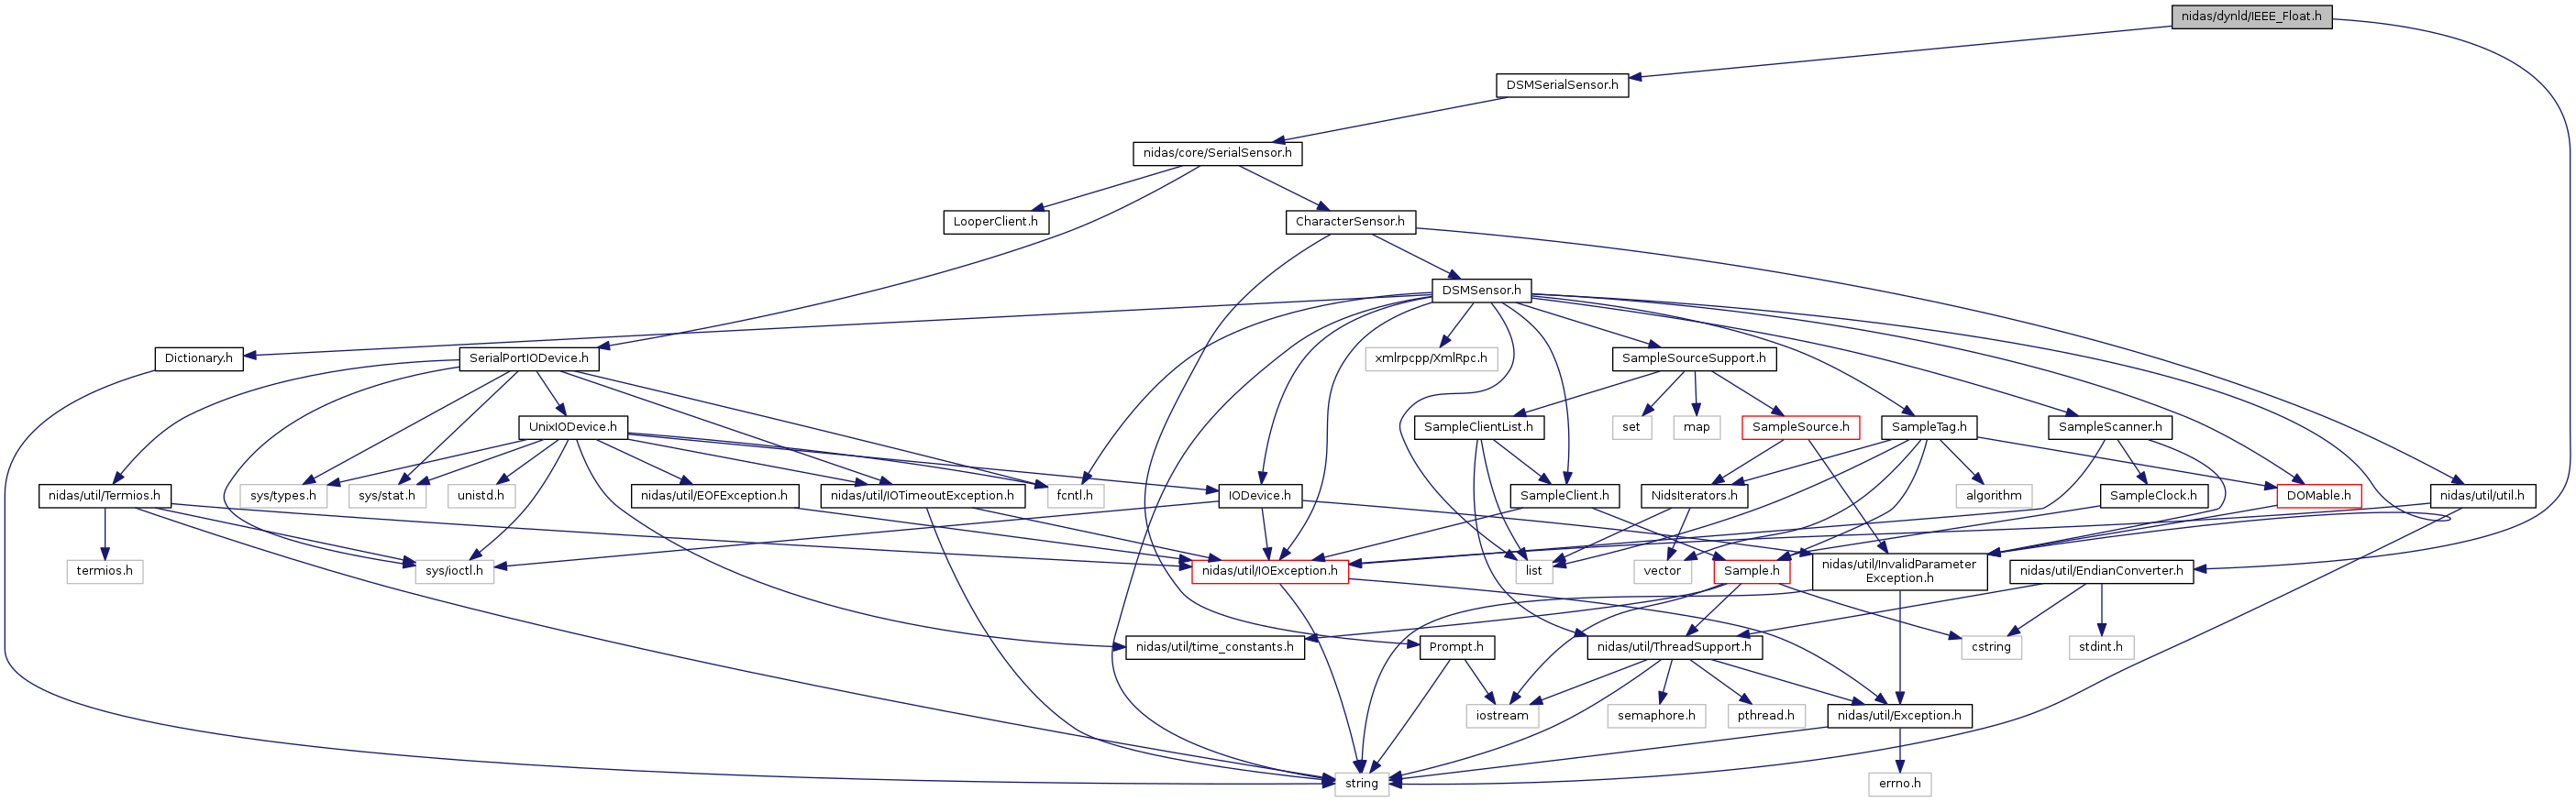 nidas/dynld/IEEE_Float.h
DSMSerialSensor.h
nidas/core/SerialSensor.h
LooperClient.h
CharacterSensor.h
DSMSensor.h
Dictionary.h
SerialPortIODevice.h
xmlrpcpp/XmlRpc.h
SampleSourceSupport.h
UnixIODevice.h
SampleClientList.h
set
map
SampleSource.h
SampleTag.h
SampleScanner.h
nidas/util/Termios.h
sys/types.h
sys/stat.h
unistd.h
nidas/util/EOFException.h
nidas/util/IOTimeoutException.h
fcntl.h
IODevice.h
SampleClient.h
NidsIterators.h
algorithm
SampleClock.h
DOMable.h
nidas/util/util.h
termios.h
sys/ioctl.h
nidas/util/IOException.h
list
vector
Sample.h
nidas/util/InvalidParameter
Exception.h
nidas/util/EndianConverter.h
nidas/util/time_constants.h
Prompt.h
nidas/util/ThreadSupport.h
cstring
stdint.h
iostream
semaphore.h
pthread.h
nidas/util/Exception.h
string
errno.h